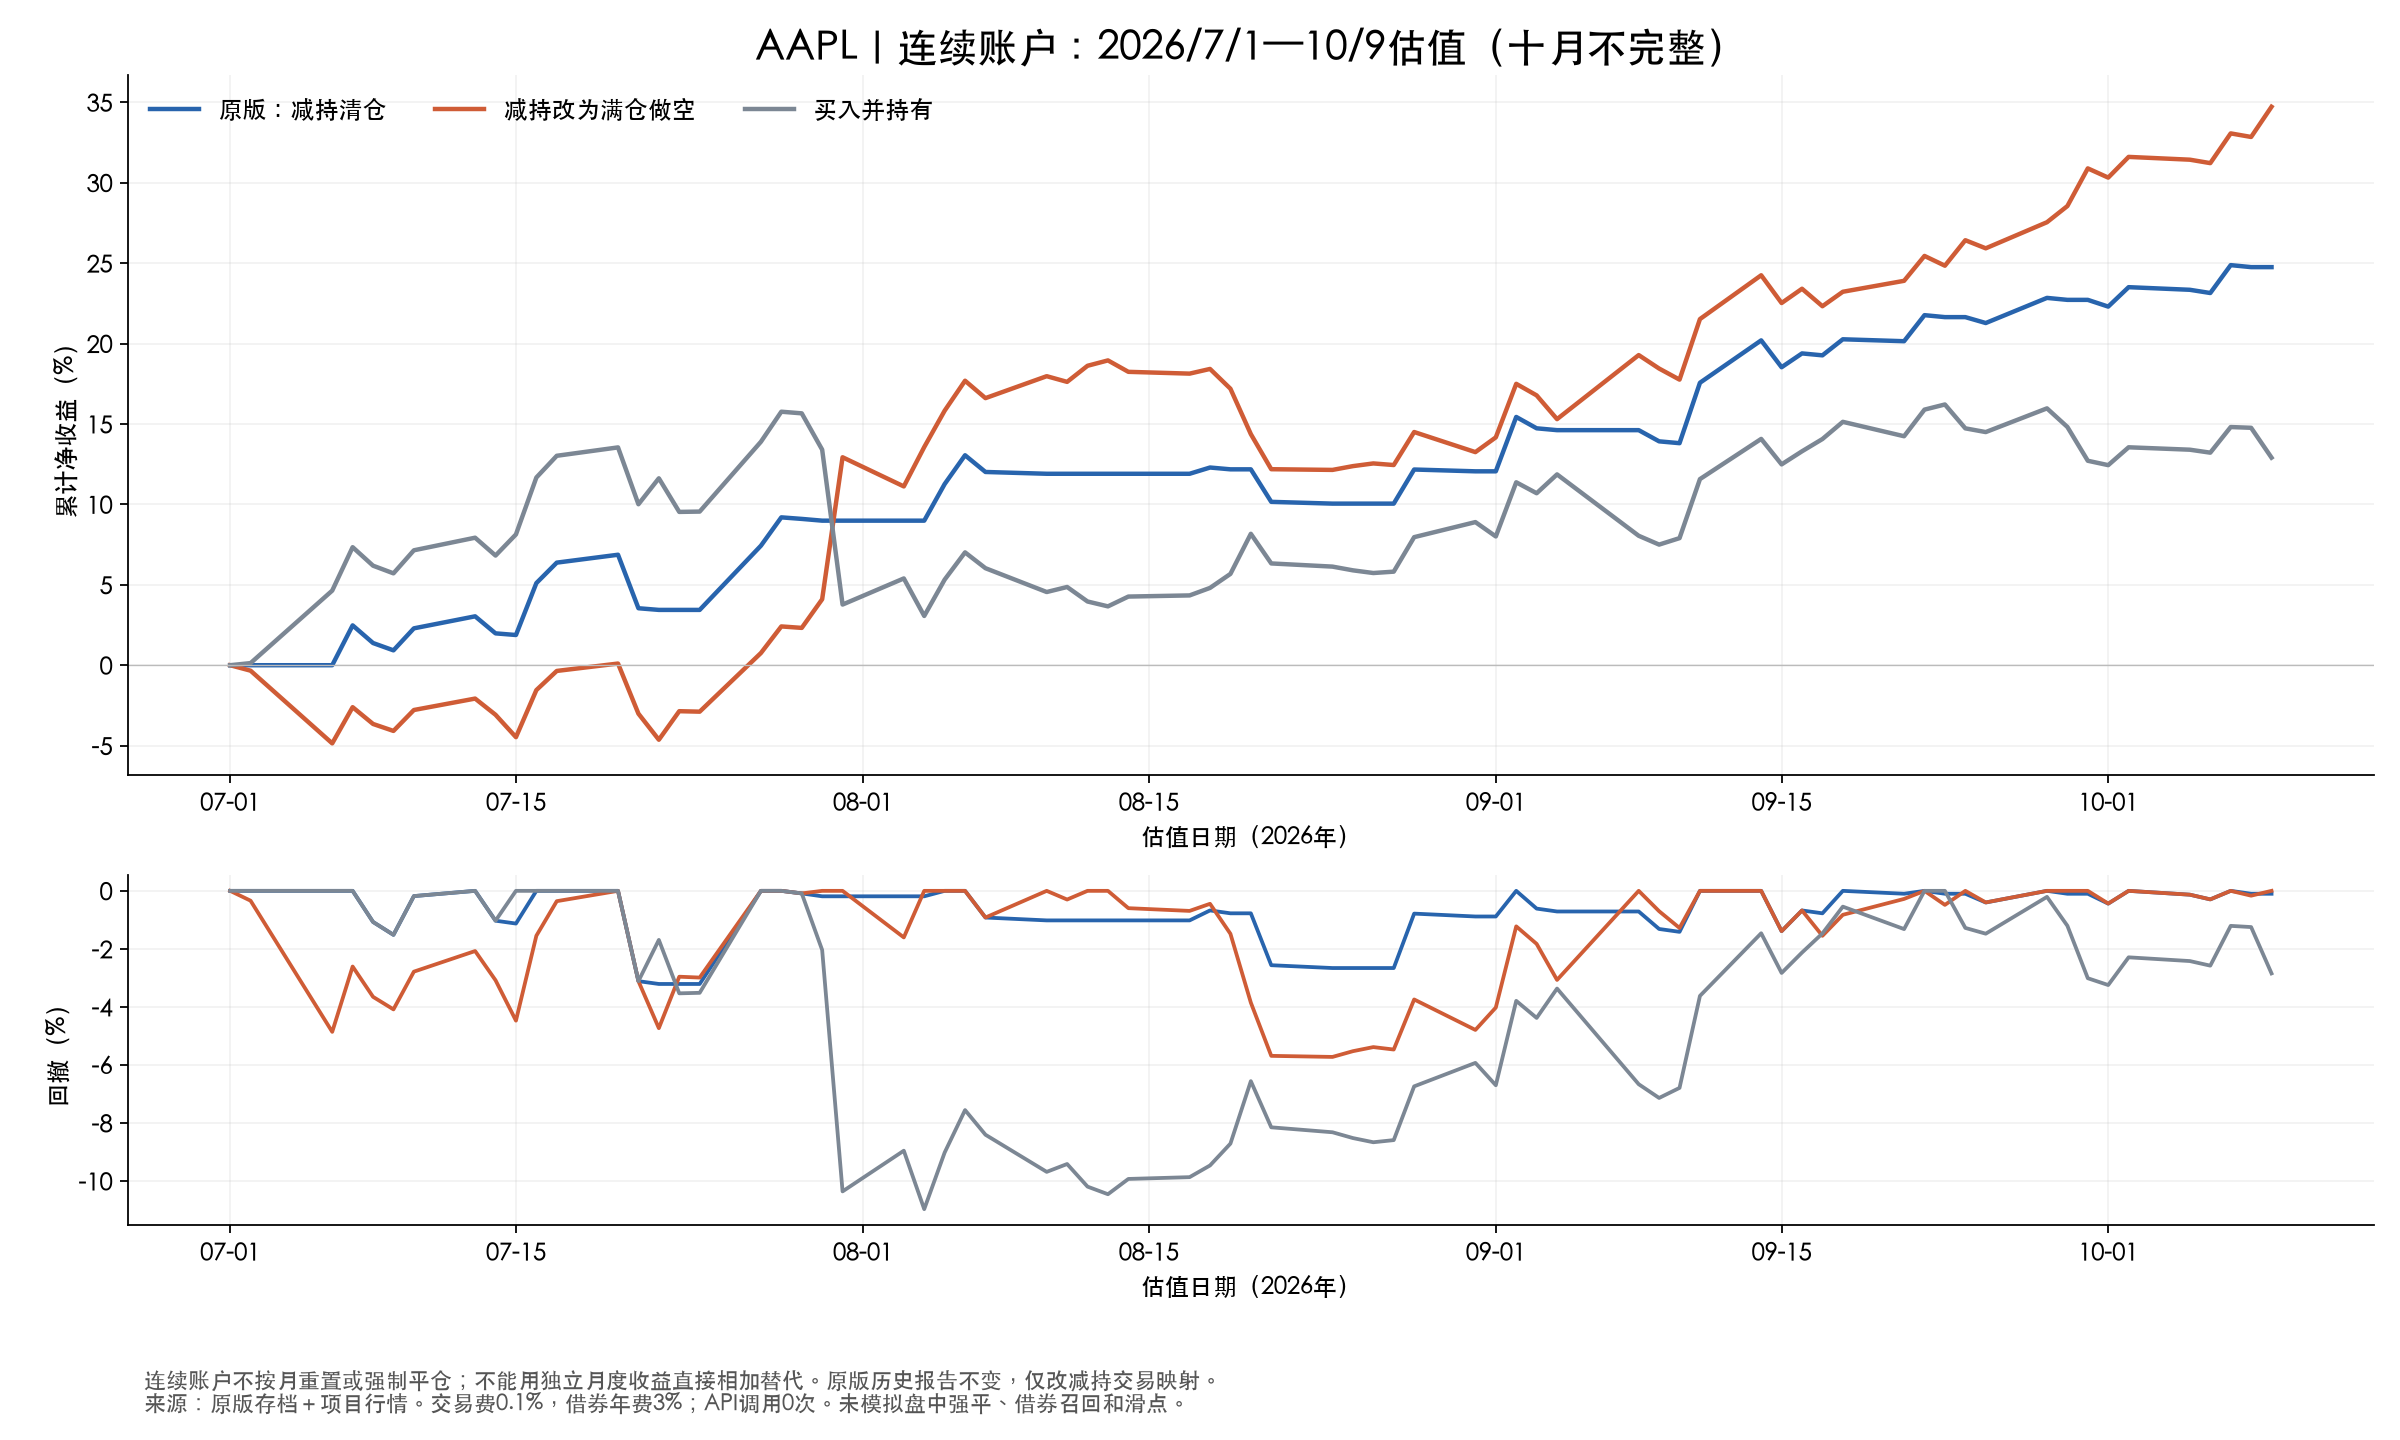 AAPL | 连续账户：2026/7/1—10/9估值（十月不完整）
原版：减持清仓 减持改为满仓做空 买入并持有
累计净收益（%）
35
30
25
20
15
10
5
0
-5
07-01 07-15 08-01 08-15 09-01 09-15 10-01
估值日期（2026年）
回撤（%）
0
-2
-4
-6
-8
-10
07-01 07-15 08-01 08-15 09-01 09-15 10-01
估值日期（2026年）
连续账户不按月重置或强制平仓；不能用独立月度收益直接相加替代。原版历史报告不变，仅改减持交易映射。
来源：原版存档＋项目行情。交易费0.1%，借券年费3%；API调用0次。未模拟盘中强平、借券召回和滑点。